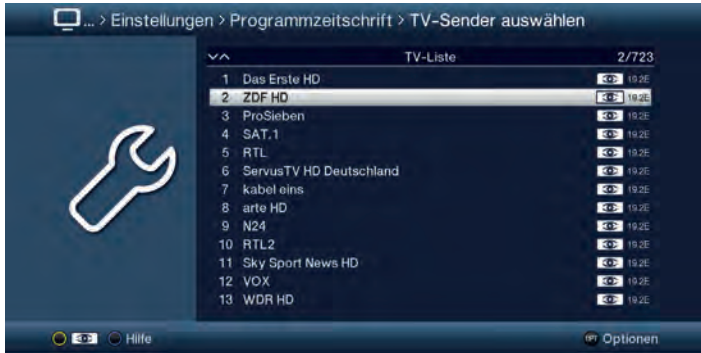 ... > Einstellungen > Programmzeitschrift > TV-Sender auswählen
TV-Liste 2/723
1 Das Erste HD 19.2E
2 ZDF HD 19.2E
3 ProSieben 19.2E
4 SAT.1 19.2E
5 RTL 19.2E
6 ServusTV HD Deutschland 19.2E
7 kabel eins 19.2E
8 arte HD 19.2E
9 N24 19.2E
10 RTL2 19.2E
11 Sky Sport News HD 19.2E
12 VOX 19.2E
13 WDR HD 19.2E
Hilfe OPT Optionen